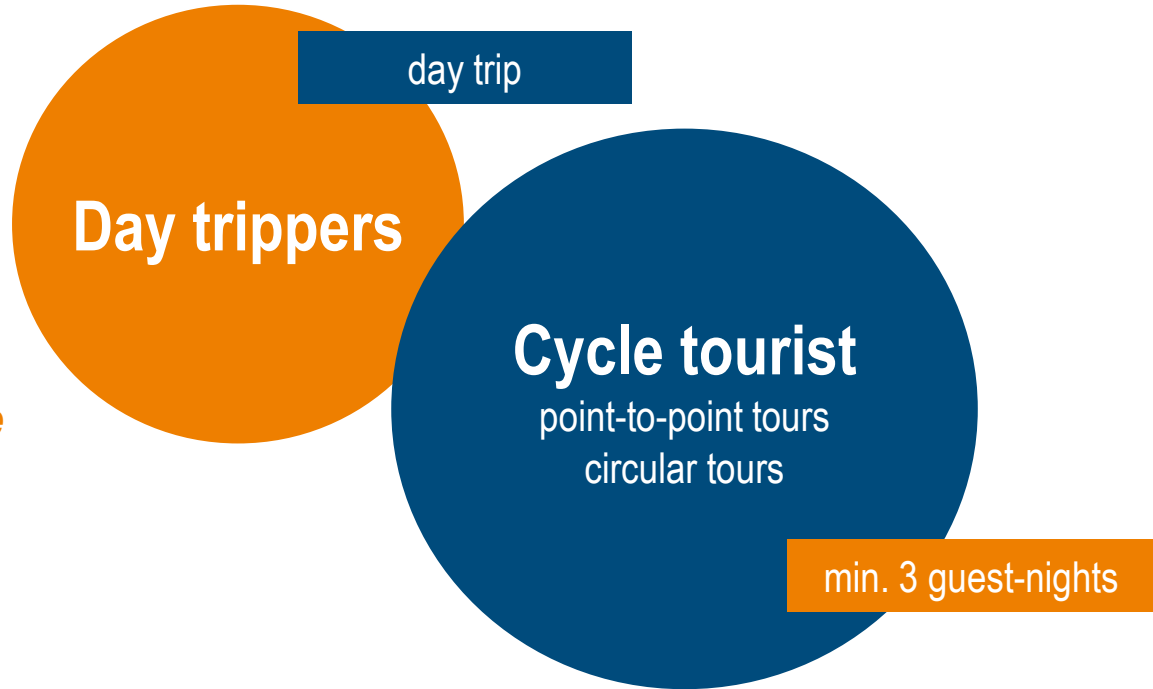 day trip
Day trippers
Cycle tourist
point-to-point tours
circular tours
min. 3 guest-nights